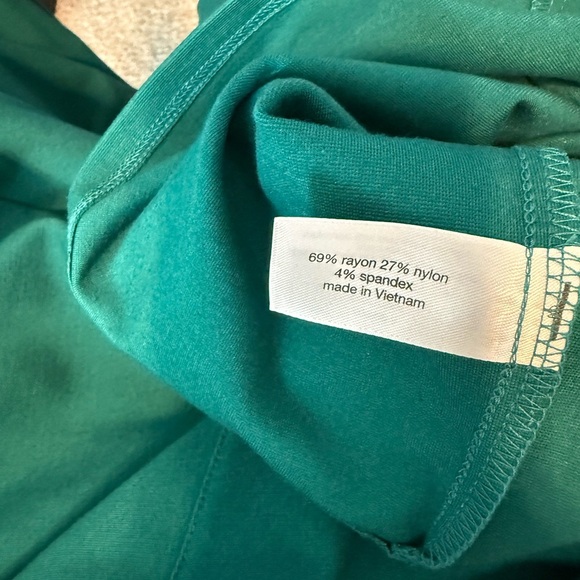 69% rayon 27% nylon
4% spandex
made in Vietnam